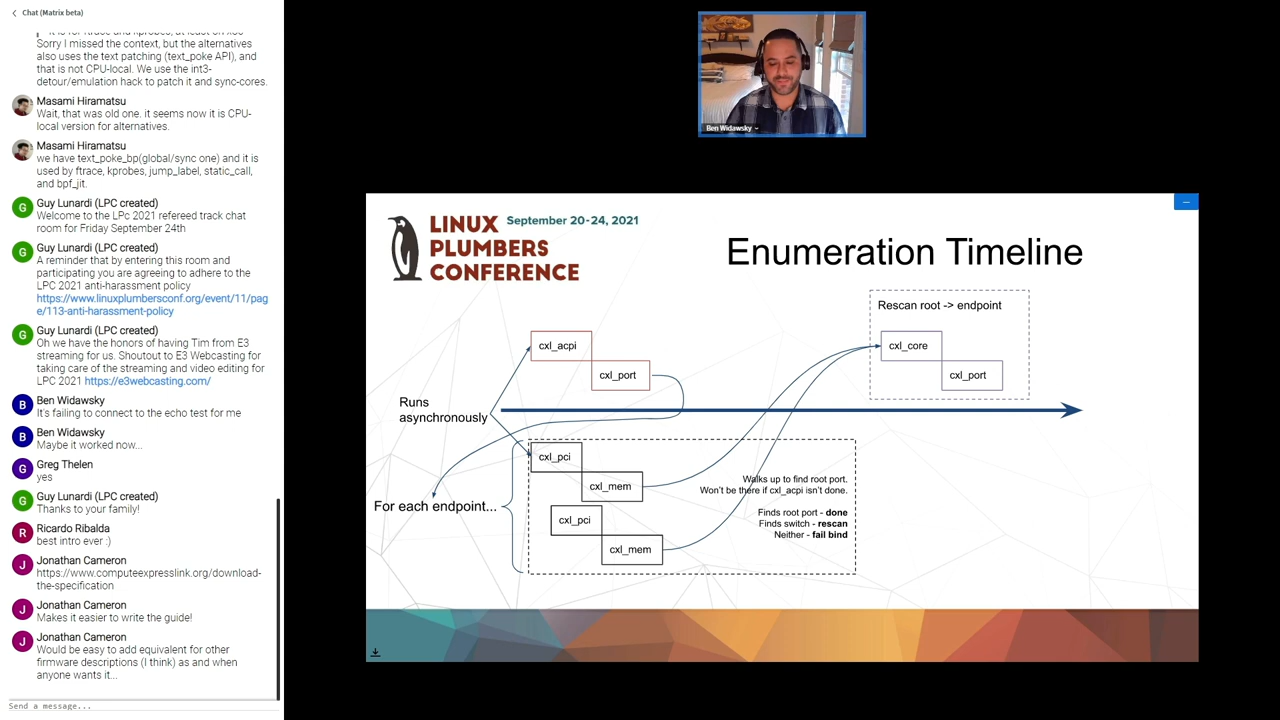 Chat (Matrix beta)
Sorry I missed the context, but the alternatives
also uses the text patching (text_poke API), and
that is not CPU-local. We use the int3-
detour/emulation hack to patch it and sync-cores.
Masami Hiramatsu
Wait, that was old one. it seems now it is CPU-
local version for alternatives.
Masami Hiramatsu
we have text_poke_bp(global/sync one) and it is
used by ftrace, kprobes, jump_label, static_call,
and bpf_jit.
G
Guy Lunardi (LPC created)
Welcome to the LPc 2021 refereed track chat
room for Friday September 24th
G
Guy Lunardi (LPC created)
A reminder that by entering this room and
participating you are agreeing to adhere to the
LPC 2021 anti-harassment policy
https://www.linuxplumbersconf.org/event/11/pag
e/113-anti-harassment-policy
G
Guy Lunardi (LPC created)
Oh we have the honors of having Tim from E3
streaming for us. Shoutout to E3 Webcasting for
taking care of the streaming and video editing for
LPC 2021 https://e3webcasting.com/
B
Ben Widawsky
It's failing to connect to the echo test for me
B
Ben Widawsky
Maybe it worked now...
G
Greg Thelen
yes
G
Guy Lunardi (LPC created)
Thanks to your family!
R
Ricardo Ribalda
best intro ever :)
J
Jonathan Cameron
https://www.computeexpresslink.org/download-
the-specification
J
Jonathan Cameron
Makes it easier to write the guide!
J
Jonathan Cameron
Would be easy to add equivalent for other
firmware descriptions (I think) as and when
anyone wants it...
Send a message...
Ben Widawsky
LINUX
PLUMBERS
CONFERENCE
September 20-24, 2021
Enumeration Timeline
Rescan root -> endpoint
cxl_acpi
cxl_port
cxl_core
cxl_port
Runs
asynchronously
cxl_pci
cxl_mem
For each endpoint...
cxl_pci
cxl_mem
Walks up to find root port.
Won't be there if cxl_acpi isn't done.
Finds root port - done
Finds switch - rescan
Neither - fail bind